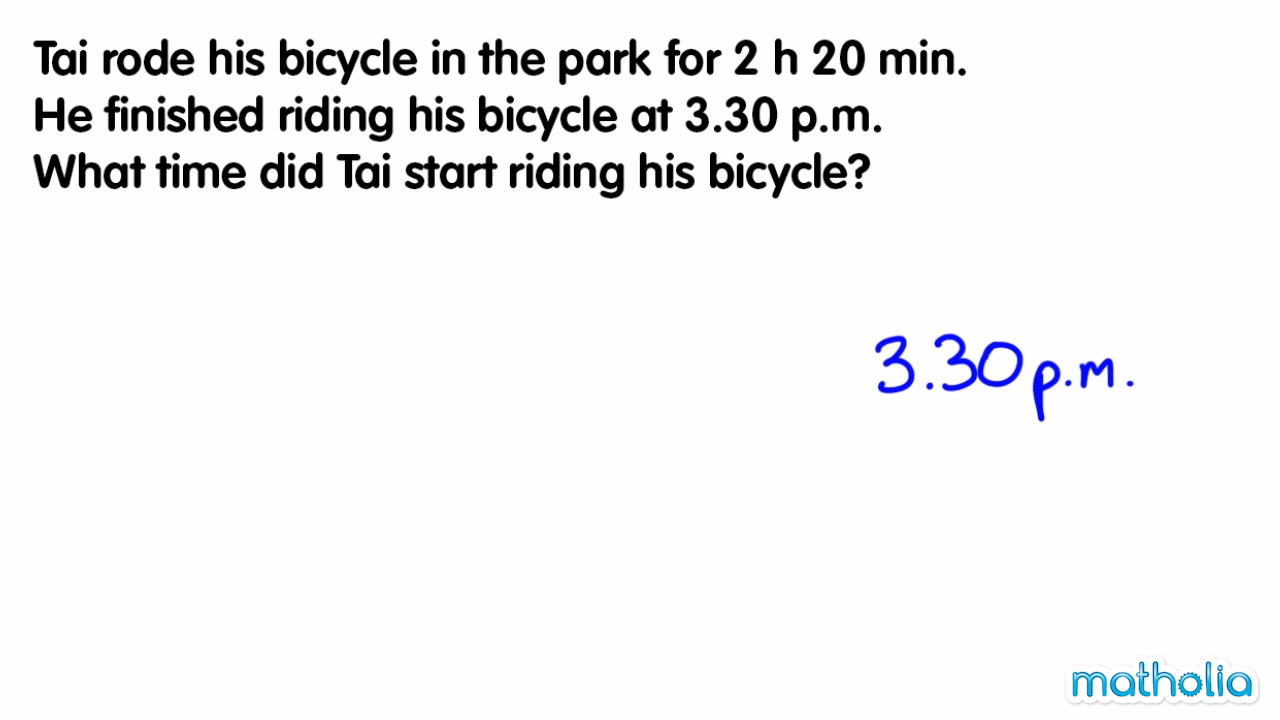 Tai rode his bicycle in the park for 2 h 20 min.
He finished riding his bicycle at 3.30 p.m.
What time did Tai start riding his bicycle?
3.30 p.m.
matholia